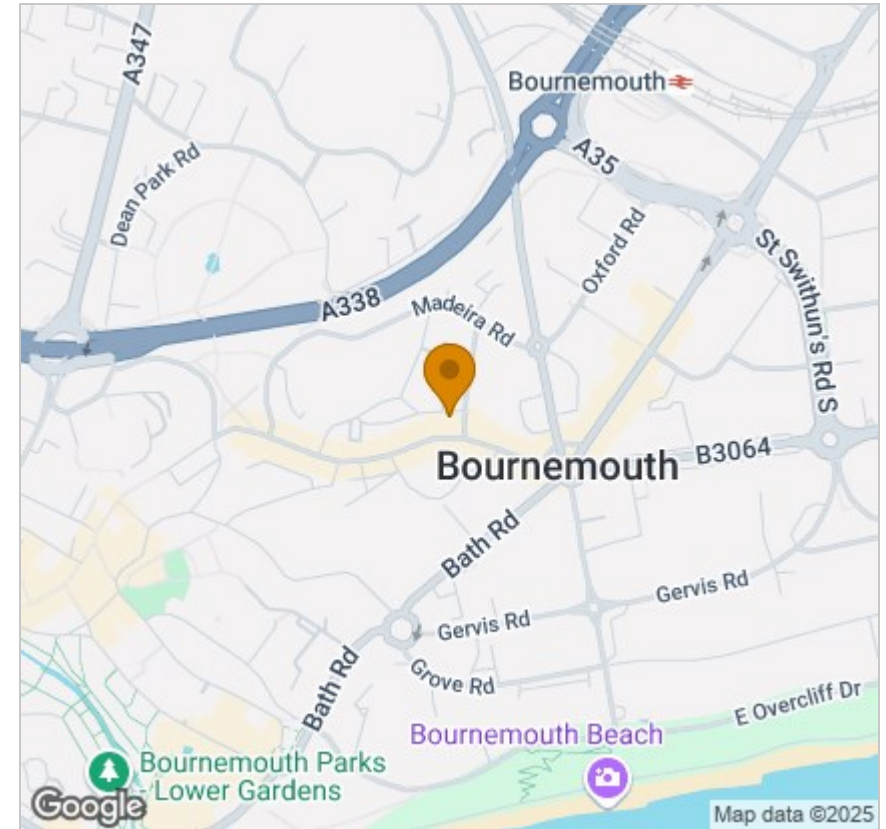 A347
Bournemouth
A35
Dean Park Rd
Oxford Rd
St Swithun's Rd S
A338
Madeira Rd
Bournemouth
B3064
Bath Rd
Gervis Rd
Gervis Rd
Grove Rd
Bath Rd
E Overcliff Dr
Bournemouth Beach
Bournemouth Parks
- Lower Gardens
Google
Map data ©2025